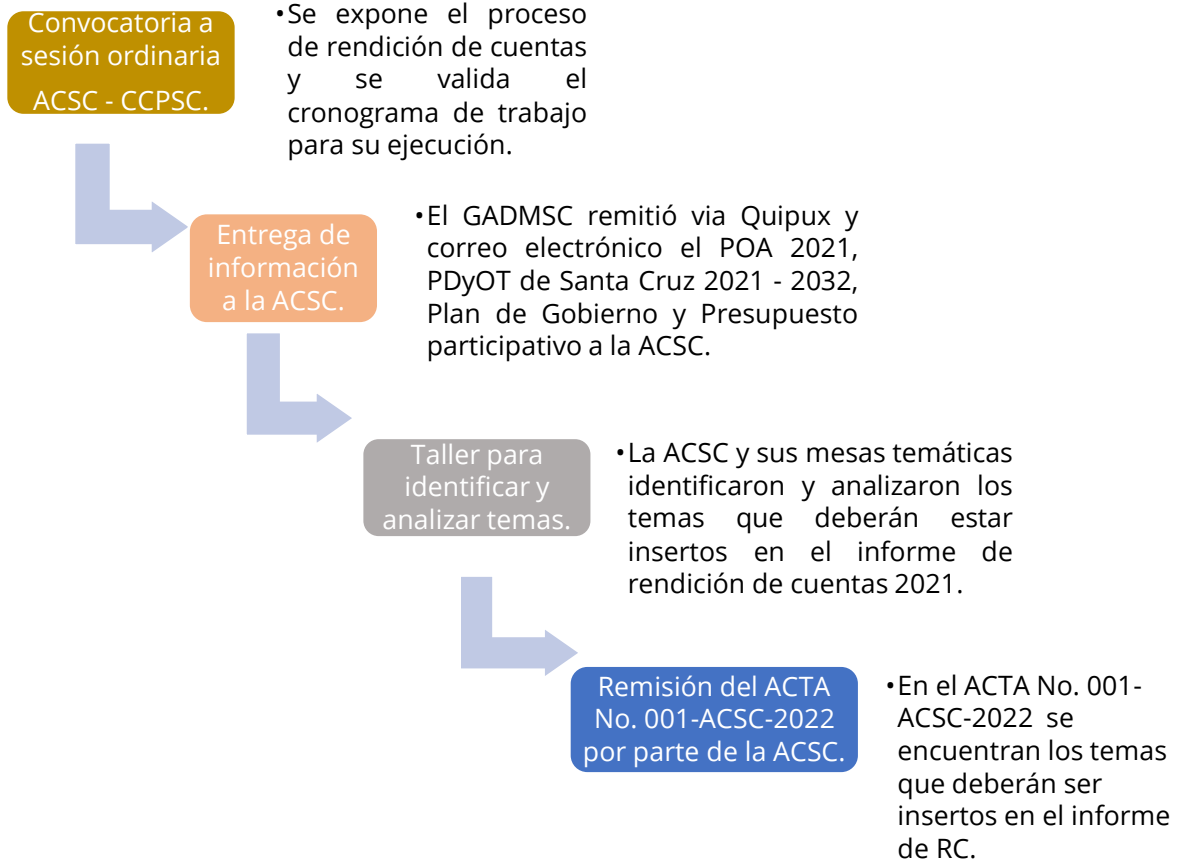 Convocatoria a
sesión ordinaria
ACSC - CCPSC.
•Se expone el proceso
de rendición de cuentas
y se valida el
cronograma de trabajo
para su ejecución.
Entrega de
información
a la ACSC.
•El GADMSC remitió via Quipux y
correo electrónico el POA 2021,
PDyOT de Santa Cruz 2021 - 2032,
Plan de Gobierno y Presupuesto
participativo a la ACSC.
Taller para
identificar y
analizar temas.
•La ACSC y sus mesas temáticas
identificaron y analizaron los
temas que deberán estar
insertos en el informe de
rendición de cuentas 2021.
Remisión del ACTA
No. 001-ACSC-2022
por parte de la ACSC.
•En el ACTA No. 001-
ACSC-2022 se
encuentran los temas
que deberán ser
insertos en el informe
de RC.